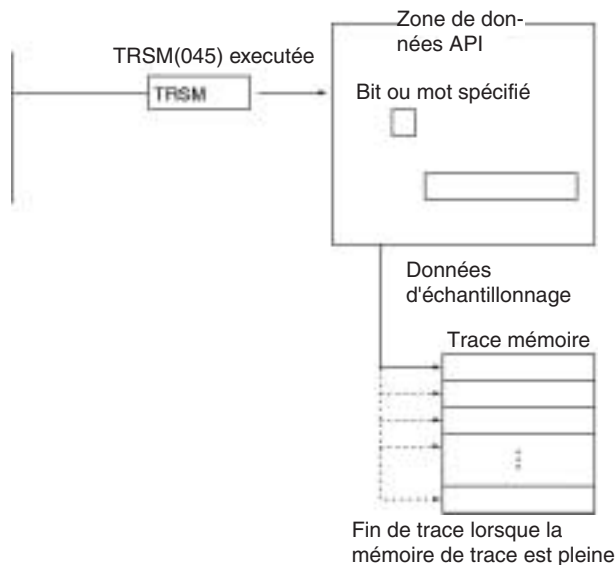 Zone de don-
nées API
TRSM(045) executée
TRSM
Bit ou mot spécifié
Données
d'échantillonnage
Trace mémoire
Fin de trace lorsque la
mémoire de trace est pleine